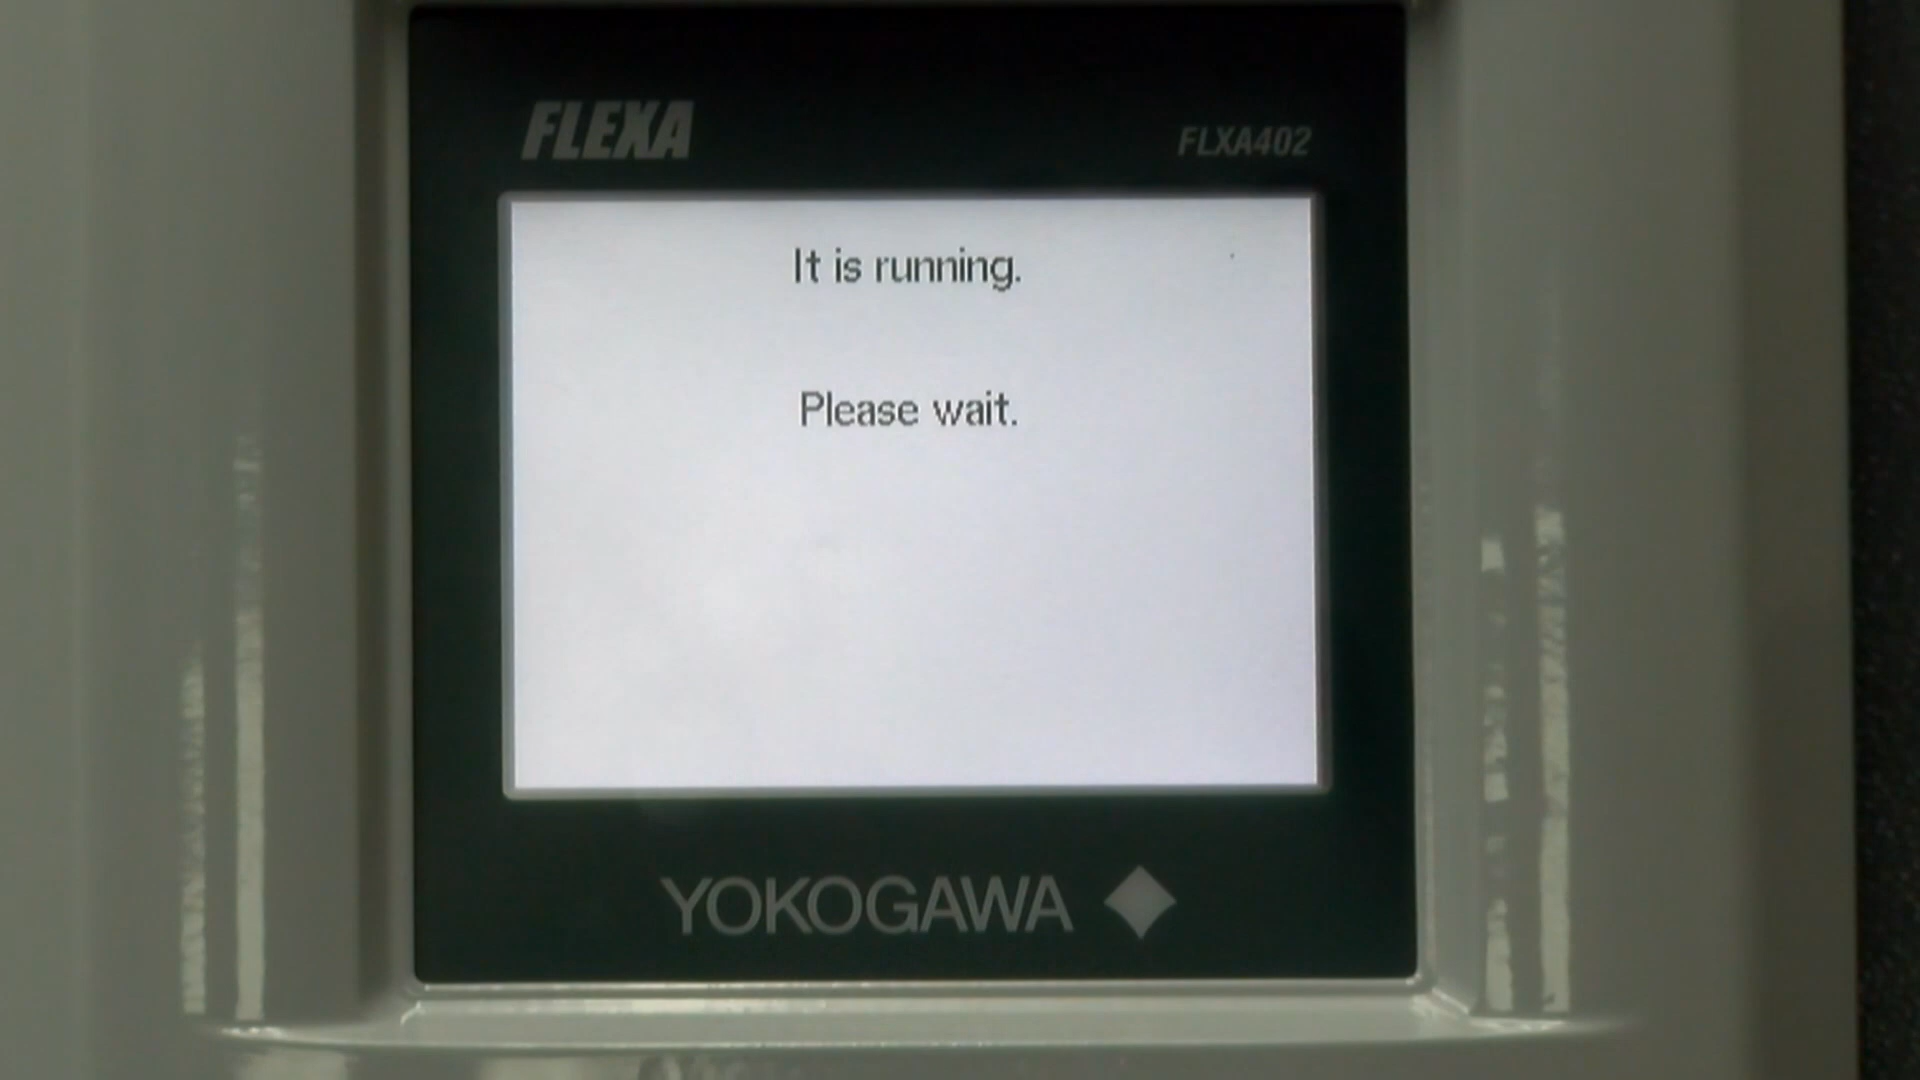 FLEXA
FLXA402
It is running.
Please wait.
YOKOGAWA